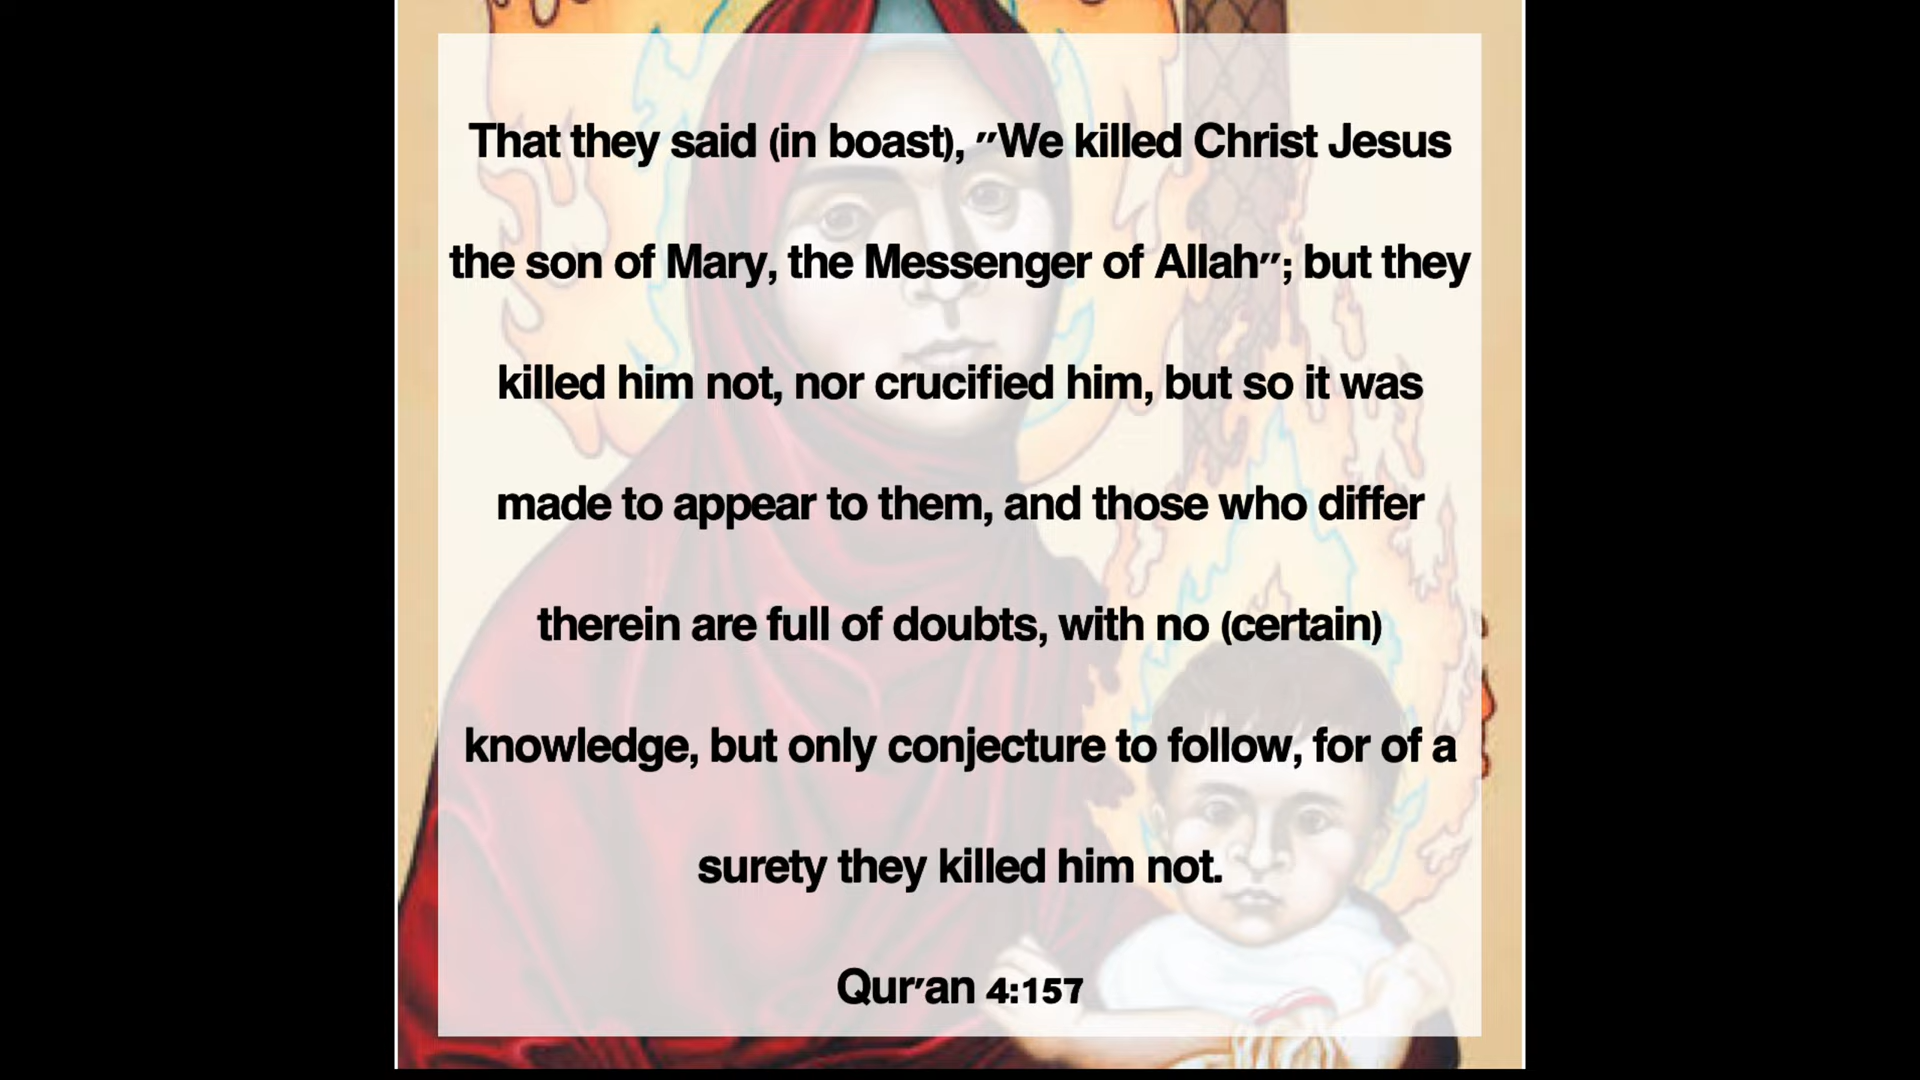 That they said (in boast), "We killed Christ Jesus
the son of Mary, the Messenger of Allah"; but they
killed him not, nor crucified him, but so it was
made to appear to them, and those who differ
therein are full of doubts, with no (certain)
knowledge, but only conjecture to follow, for of a
surety they killed him not.
Qur'an 4:157